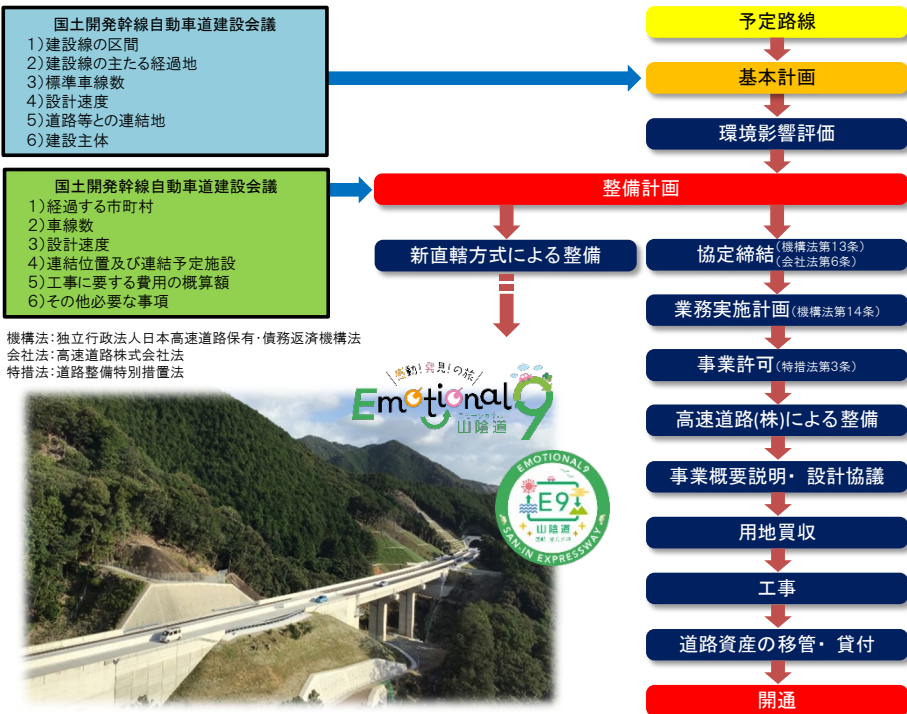 国土開発幹線自動車道建設会議
1)建設線の区間
2)建設線の主たる経過地
3)標準車線数
4)設計速度
5)道路等との連結地
6)建設主体
国土開発幹線自動車道建設会議
1)経過する市町村
2)車線数
3)設計速度
4)連結位置及び連結予定施設
5)工事に要する費用の概算額
6)その他必要な事項
機構法:独立行政法人日本高速道路保有・債務返済機構法
会社法:高速道路株式会社法
特措法:道路整備特別措置法
予定路線
基本計画
環境影響評価
整備計画
新直轄方式による整備
協定締結(機構法第13条)
(会社法第6条)
業務実施計画(機構法第14条)
事業許可(特措法第3条)
高速道路(株)による整備
事業概要説明・ 設計協議
用地買収
工事
道路資産の移管・ 貸付
開通
感動!発見!の旅
Emotional9
山陰道
EMOTIONAL9
E9
山陰道
SAN-IN EXPRESSWAY